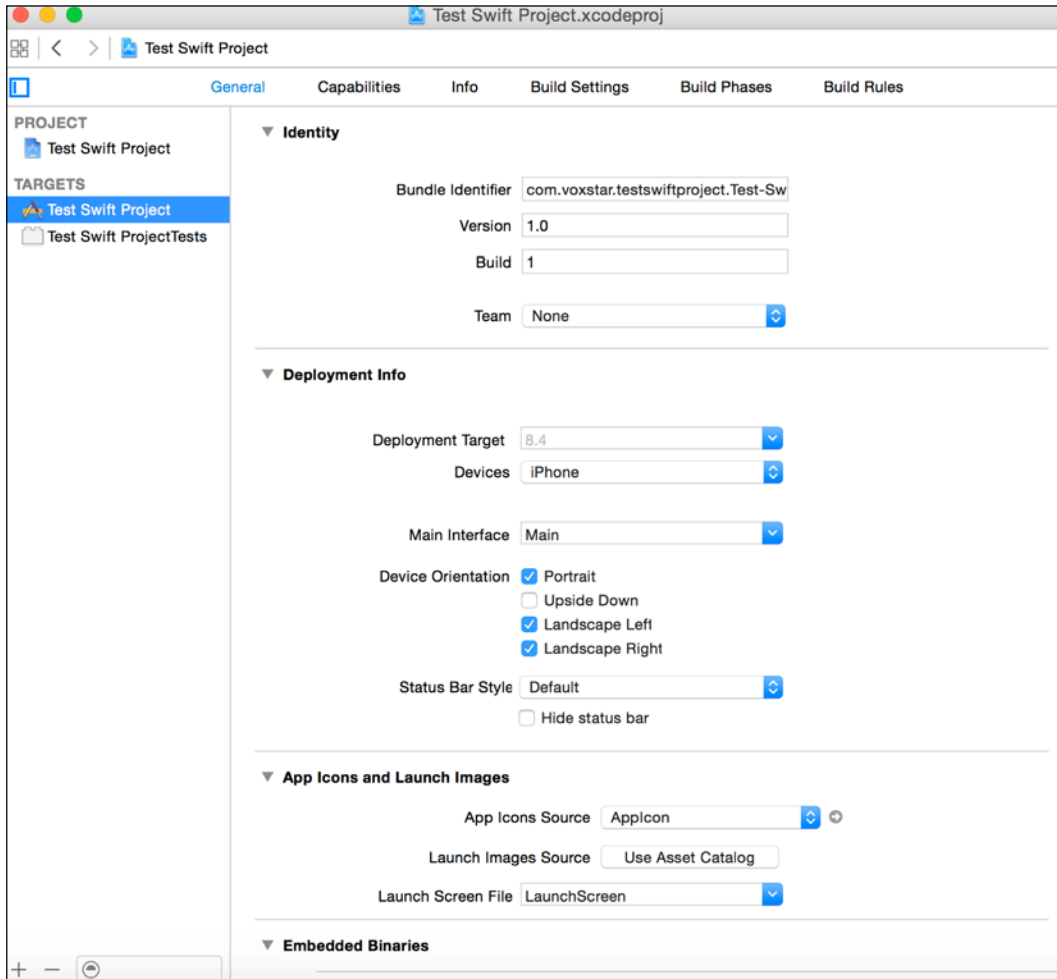 Test Swift Project.xcodeproj
Test Swift Project
General Capabilities Info Build Settings Build Phases Build Rules
PROJECT
Test Swift Project
TARGETS
Test Swift Project
Test Swift ProjectTests
Identity
Bundle Identifier com.voxstar.testswiftproject.Test-Sw
Version 1.0
Build 1
Team None
Deployment Info
Deployment Target 8.4
Devices iPhone
Main Interface Main
Device Orientation Portrait
Upside Down
Landscape Left
Landscape Right
Status Bar Style Default
Hide status bar
App Icons and Launch Images
App Icons Source AppIcon
Launch Images Source Use Asset Catalog
Launch Screen File LaunchScreen
Embedded Binaries